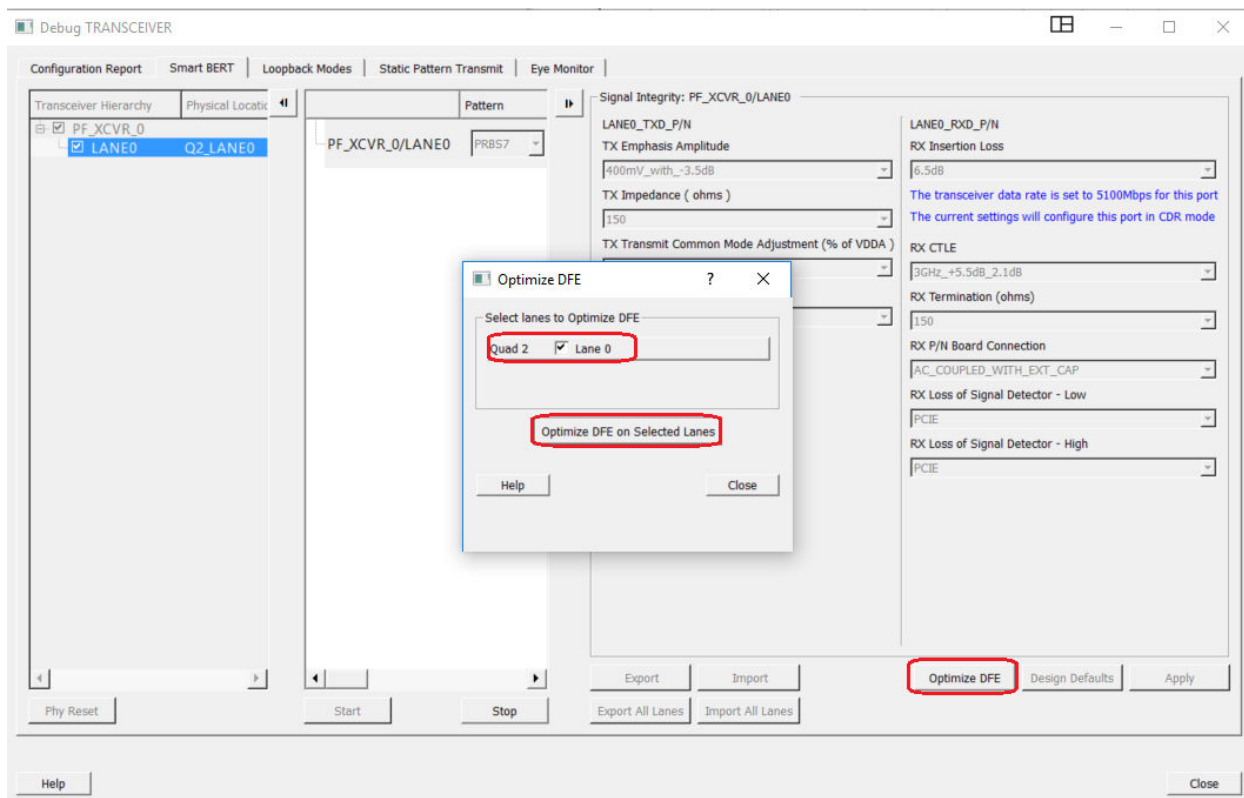 Debug TRANSCEIVER
Configuration Report Smart BERT Loopback Modes Static Pattern Transmit Eye Monitor
Transceiver Hierarchy Physical Locatic
PF_XCVR_0
LANE0 Q2_LANE0
Pattern
PF_XCVR_0/LANE0 PRBS7
Signal Integrity: PF_XCVR_0/LANE0
LANE0_TXD_P/N
TX Emphasis Amplitude
400mV_with_-3.5dB
TX Impedance ( ohms )
150
TX Transmit Common Mode Adjustment (% of VDDA )
LANE0_RXD_P/N
RX Insertion Loss
6.5dB
The transceiver data rate is set to 5100Mbps for this port
The current settings will configure this port in CDR mode
RX CTLE
3GHz_+5.5dB_2.1dB
RX Termination (ohms)
150
RX P/N Board Connection
AC_COUPLED_WITH_EXT_CAP
RX Loss of Signal Detector - Low
PCIE
RX Loss of Signal Detector - High
PCIE
Optimize DFE ?
Select lanes to Optimize DFE
Quad 2 Lane 0
Optimize DFE on Selected Lanes
Help Close
Export Import Optimize DFE Design Defaults Apply
Phy Reset Start Stop Export All Lanes Import All Lanes
Help Close